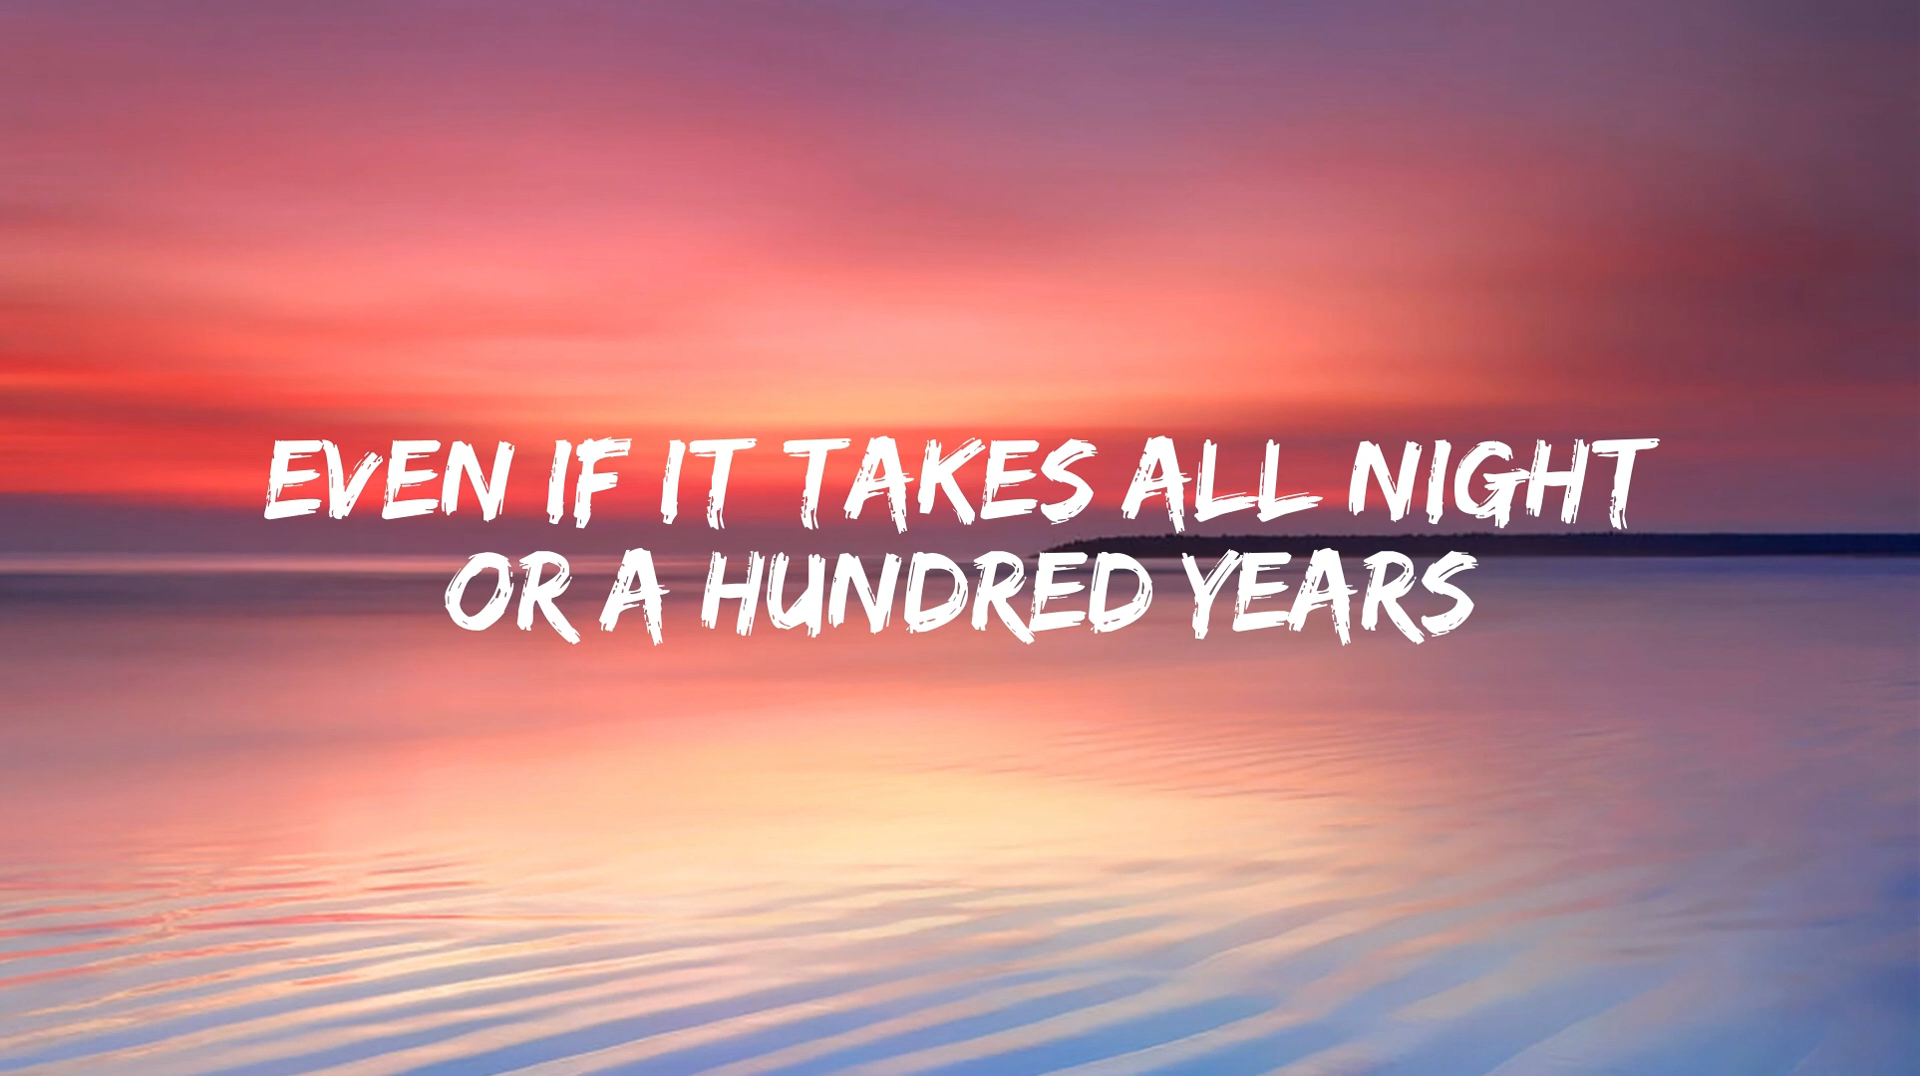 EVEN IF IT TAKES ALL NIGHT
OR A HUNDRED YEARS